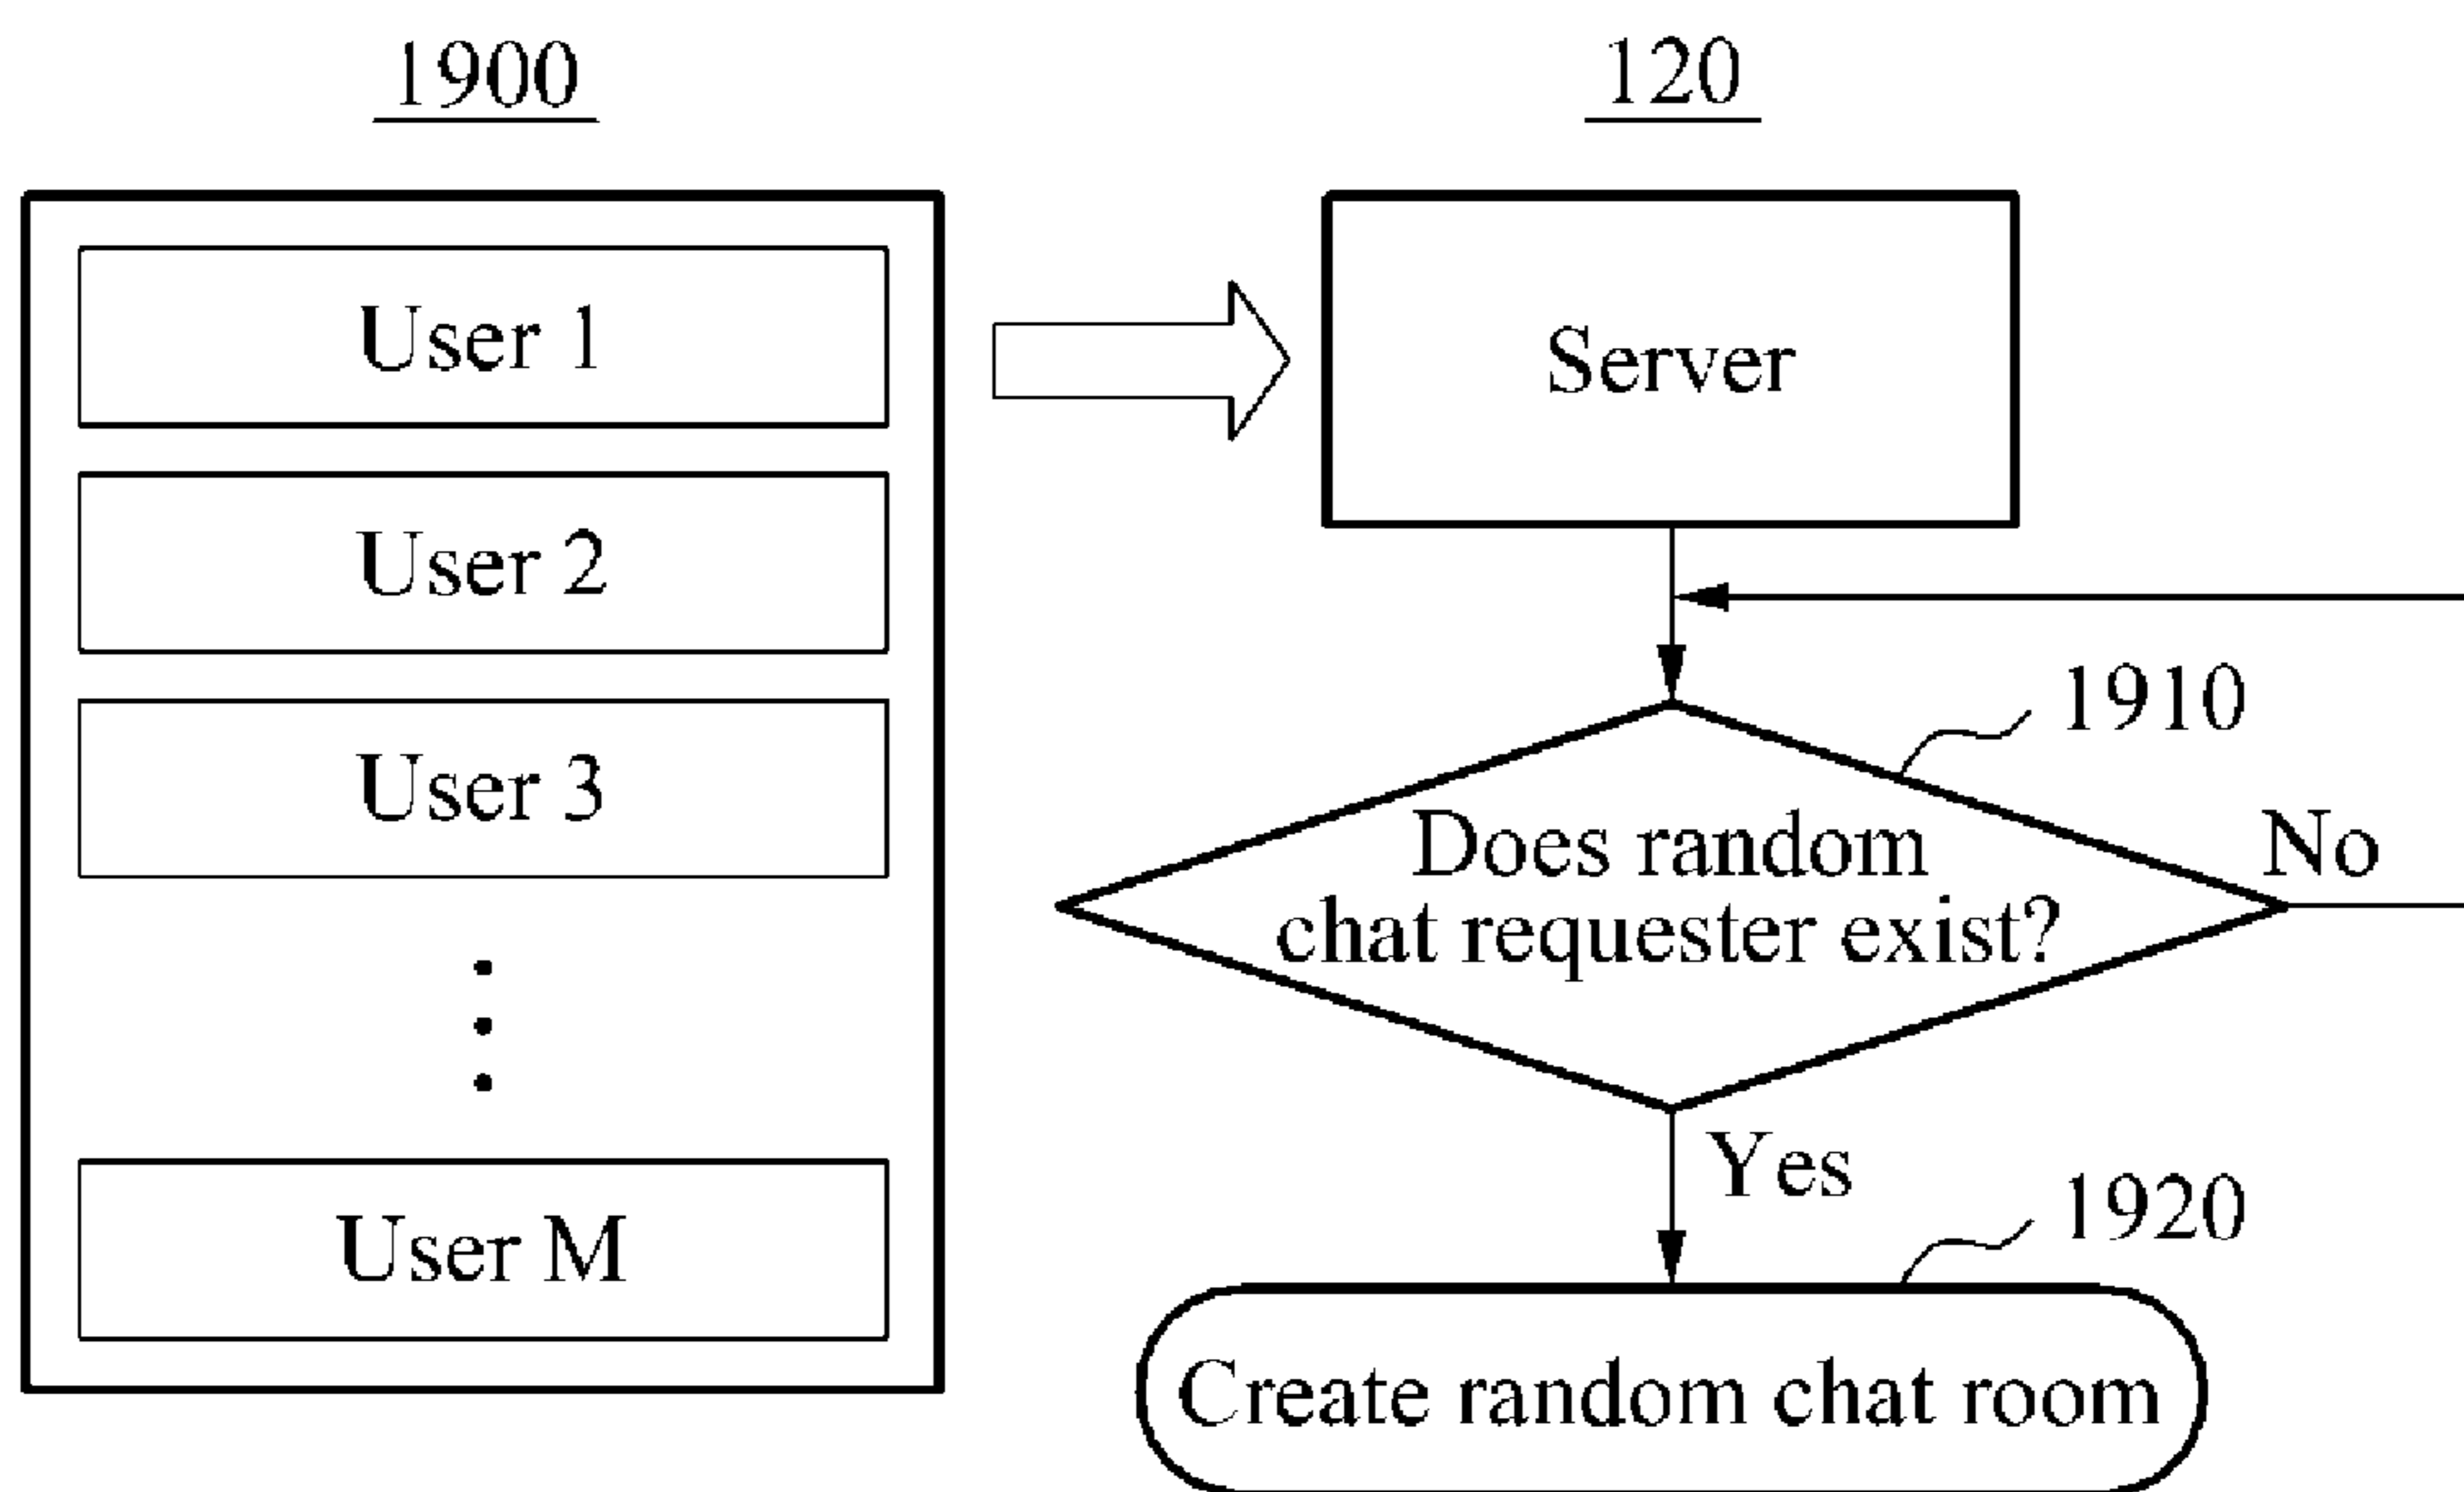 1900
User 1
User 2
User 3
User M
120
Server
1910
Does random
chat requester exist?
No
Yes
1920
Create random chat room